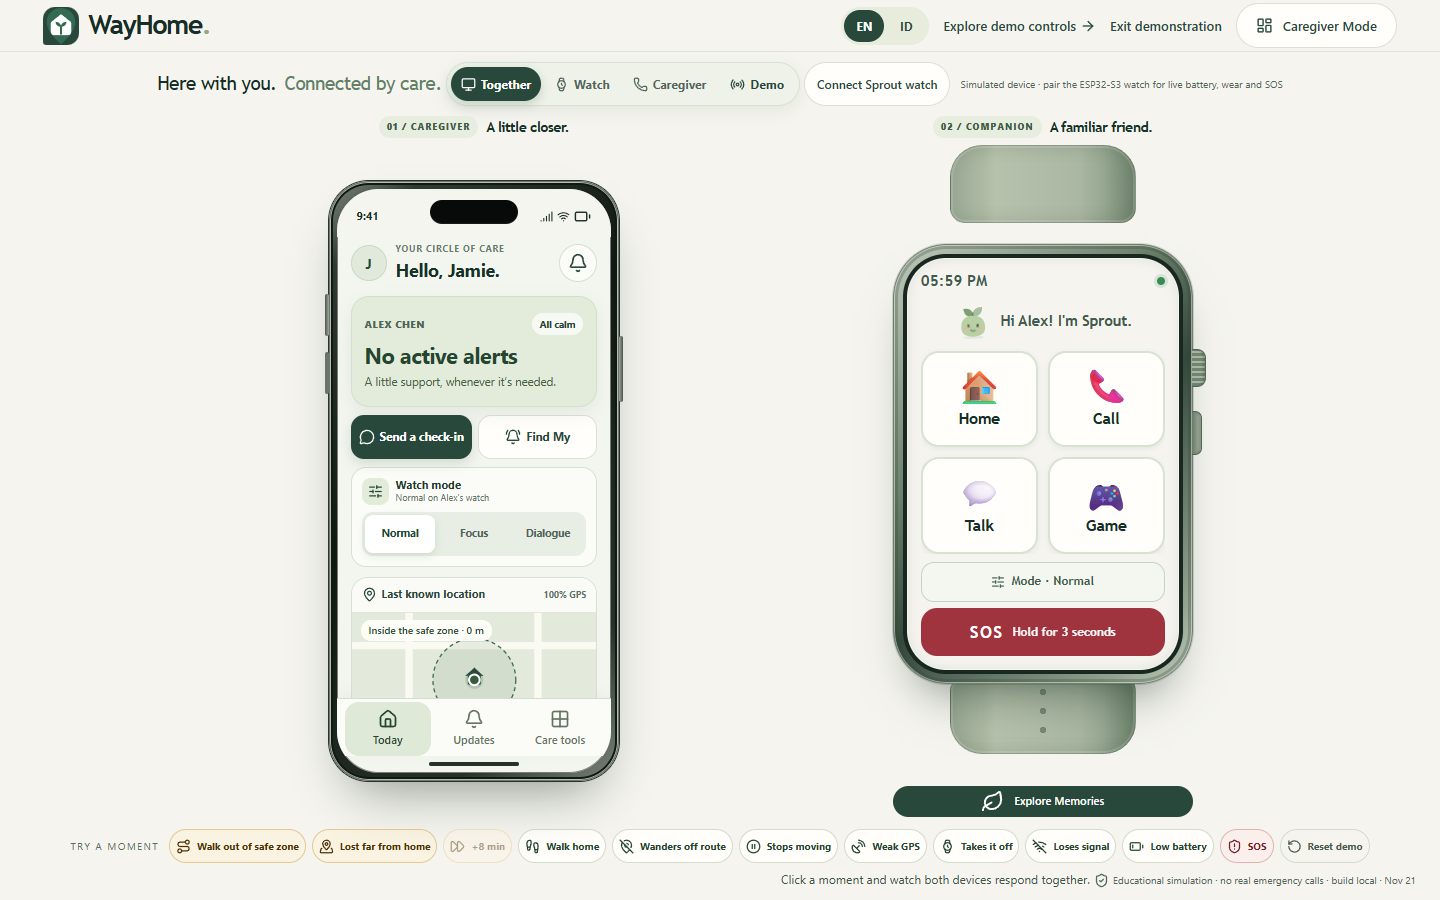 WayHome.
EN ID Explore demo controls → Exit demonstration Caregiver Mode
Here with you. Connected by care. Together Watch Caregiver Demo Connect Sprout watch Simulated device · pair the ESP32-S3 watch for live battery, wear and SOS
01 / CAREGIVER A little closer.
9:41
YOUR CIRCLE OF CARE
J Hello, Jamie.
ALEX CHEN All calm
No active alerts
A little support, whenever it's needed.
Send a check-in Find My
Watch mode
Normal on Alex's watch
Normal Focus Dialogue
Last known location 100% GPS
Inside the safe zone · 0 m
Today Updates Care tools
02 / COMPANION A familiar friend.
05:59 PM
Hi Alex! I'm Sprout.
Home Call
Talk Game
Mode · Normal
SOS Hold for 3 seconds
Explore Memories
TRY A MOMENT Walk out of safe zone Lost far from home +8 min Walk home Wanders off route Stops moving Weak GPS Takes it off Loses signal Low battery SOS Reset demo
Click a moment and watch both devices respond together. Educational simulation · no real emergency calls · build local · Nov 21